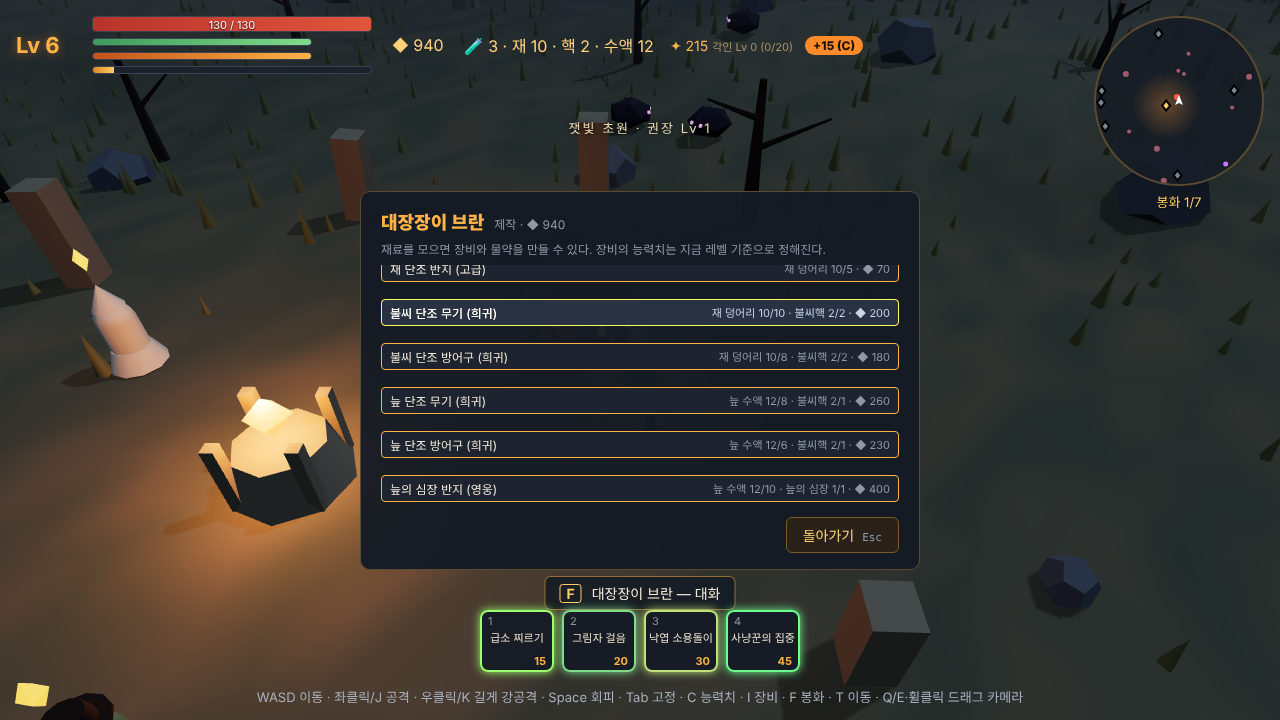 Lv 6
130 / 130
◆ 940 🧪 3 · 재 10 · 핵 2 · 수액 12 ✦ 215 각인 Lv 0 (0/20) +15 (C)
잿빛 초원 · 권장 Lv 1
봉화 1/7
대장장이 브란 제작 · ◆ 940
재료를 모으면 장비와 물약을 만들 수 있다. 장비의 능력치는 지금 레벨 기준으로 정해진다.
재 단조 반지 (고급) 재 덩어리 10/5 · ◆ 70
불씨 단조 무기 (희귀) 재 덩어리 10/10 · 불씨핵 2/2 · ◆ 200
불씨 단조 방어구 (희귀) 재 덩어리 10/8 · 불씨핵 2/2 · ◆ 180
늪 단조 무기 (희귀) 늪 수액 12/8 · 불씨핵 2/1 · ◆ 260
늪 단조 방어구 (희귀) 늪 수액 12/6 · 불씨핵 2/1 · ◆ 230
늪의 심장 반지 (영웅) 늪 수액 12/10 · 늪의 심장 1/1 · ◆ 400
돌아가기 Esc
F 대장장이 브란 — 대화
1 급소 찌르기 15
2 그림자 걸음 20
3 낙엽 소용돌이 30
4 사냥꾼의 집중 45
WASD 이동 · 좌클릭/J 공격 · 우클릭/K 길게 강공격 · Space 회피 · Tab 고정 · C 능력치 · I 장비 · F 봉화 · T 이동 · Q/E·휠클릭 드래그 카메라